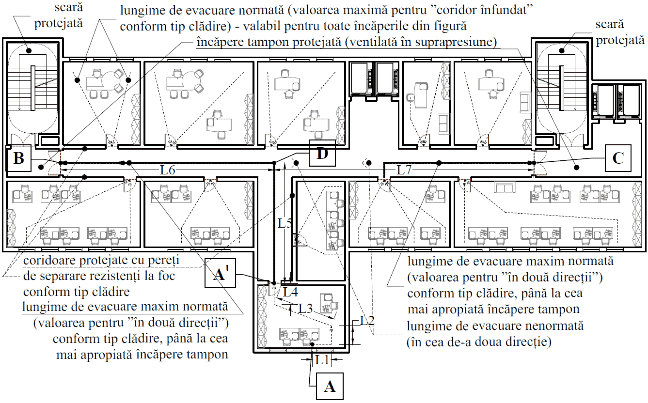 scară
protejată
lungime de evacuare normată (valoarea maximă pentru ”coridor înfundat”
conform tip clădire) - valabil pentru toate încăperile din figură
încăpere tampon protejată (ventilată în suprapresiune)
scară
protejată
B
L6
D
L7
C
L5
A'
L4
L3
L2
L1
A
coridoare protejate cu pereți
de separare rezistenți la foc
conform tip clădire
lungime de evacuare maxim normată
(valoarea pentru ”în două direcții”)
conform tip clădire, până la cea
mai apropiată încăpere tampon
lungime de evacuare maxim normată
(valoarea pentru ”în două direcții”)
conform tip clădire, până la cea
mai apropiată încăpere tampon
lungime de evacuare nenormată
(în cea de-a doua direcție)